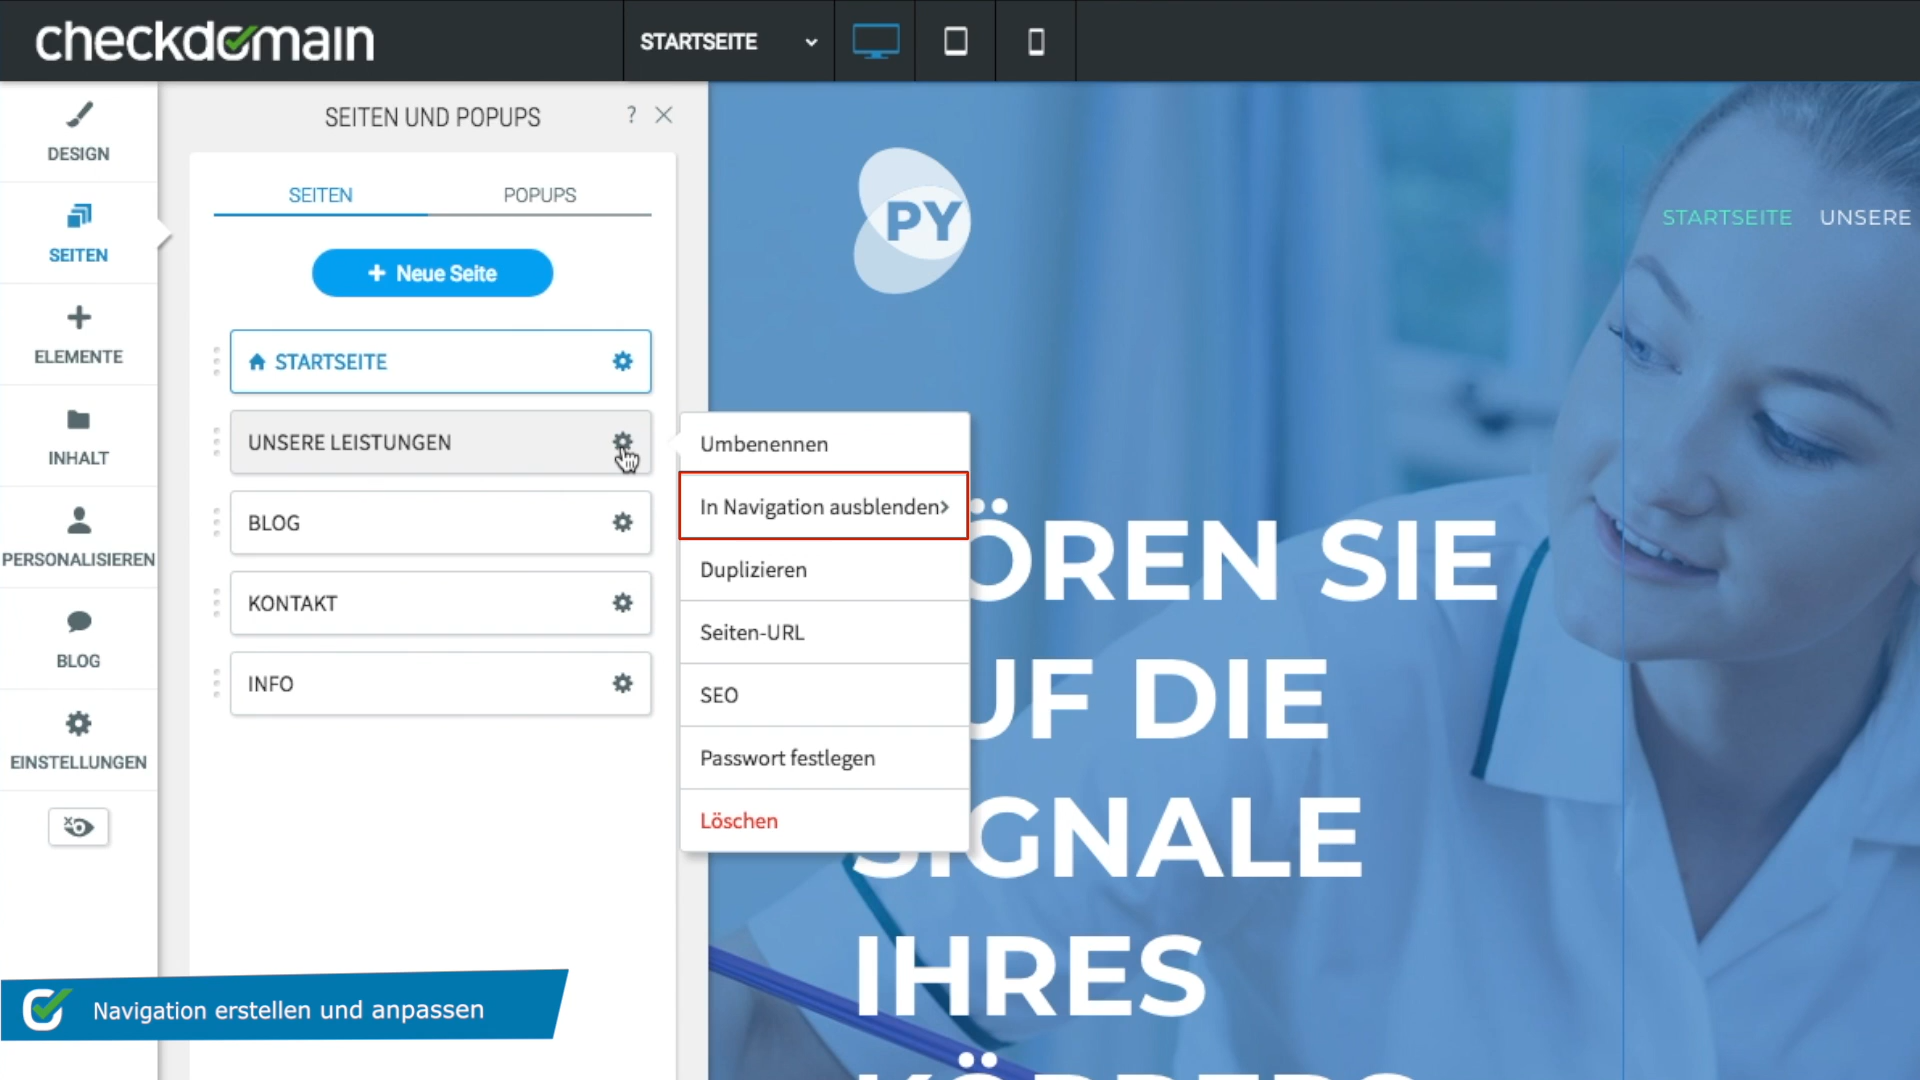 checkdomain
STARTSEITE
DESIGN
SEITEN
ELEMENTE
INHALT
PERSONALISIEREN
BLOG
EINSTELLUNGEN
SEITEN UND POPUPS
?
SEITEN
POPUPS
+ Neue Seite
STARTSEITE
UNSERE LEISTUNGEN
BLOG
KONTAKT
INFO
Umbenennen
In Navigation ausblenden>
Duplizieren
Seiten-URL
SEO
Passwort festlegen
Löschen
PY
STARTSEITE
UNSERE
ÖREN SIE
UF DIE
SIGNALE
IHRES
Navigation erstellen und anpassen